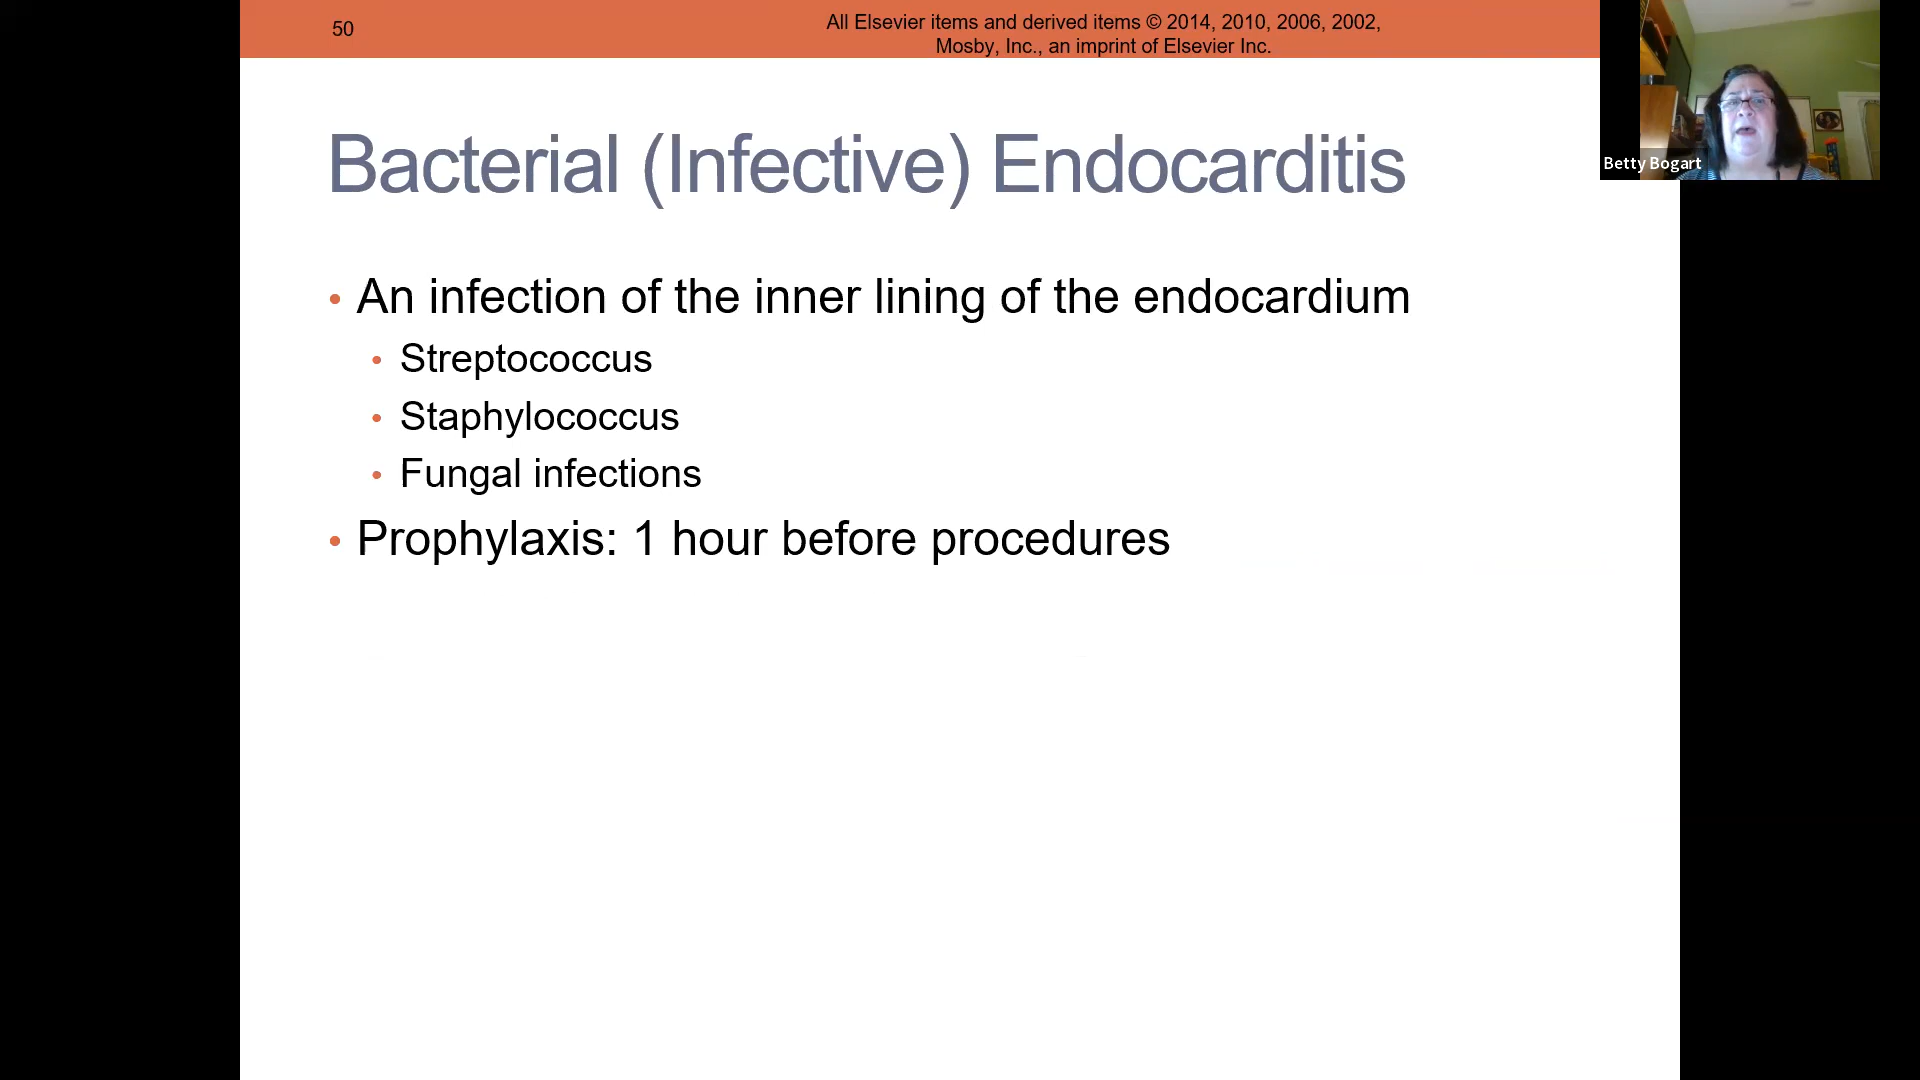 50
All Elsevier items and derived items © 2014, 2010, 2006, 2002,
Mosby, Inc., an imprint of Elsevier Inc.
Betty Bogart
Bacterial (Infective) Endocarditis
• An infection of the inner lining of the endocardium
• Streptococcus
• Staphylococcus
• Fungal infections
• Prophylaxis: 1 hour before procedures